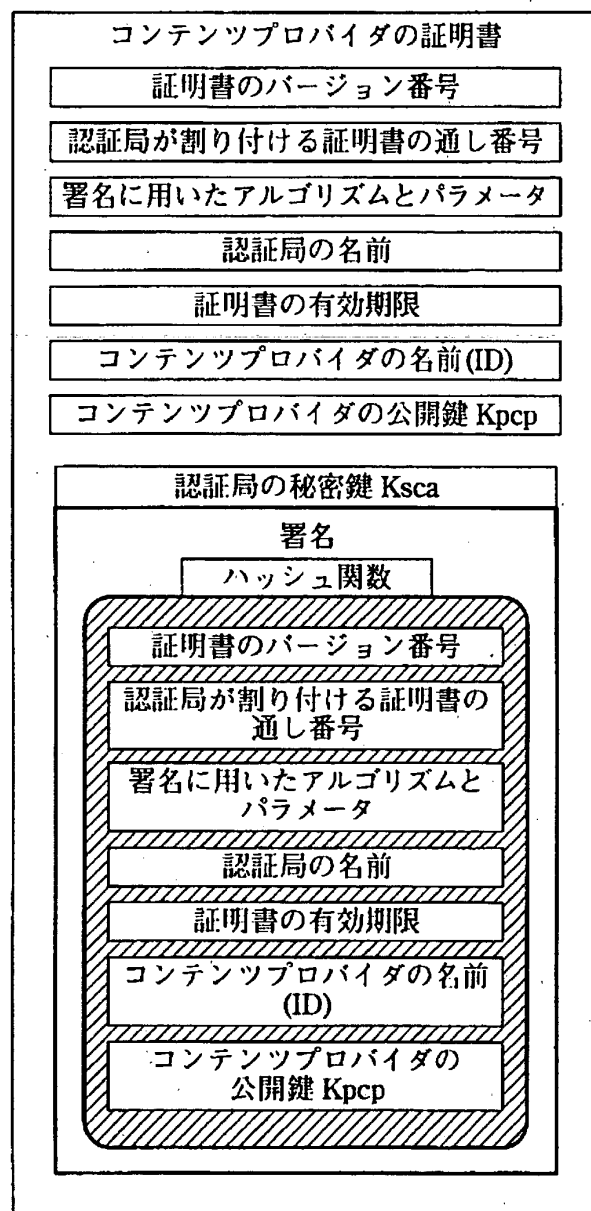 コンテンツプロバイダの証明書
証明書のバージョン番号
認証局が割り付ける証明書の通し番号
署名に用いたアルゴリズムとパラメータ
認証局の名前
証明書の有効期限
コンテンツプロバイダの名前(ID)
コンテンツプロバイダの公開鍵 Kpcp
認証局の秘密鍵 Ksca
署名
ハッシュ関数
証明書のバージョン番号
認証局が割り付ける証明書の
通し番号
署名に用いたアルゴリズムと
パラメータ
認証局の名前
証明書の有効期限
コンテンツプロバイダの名前
(ID)
コンテンツプロバイダの
公開鍵 Kpcp